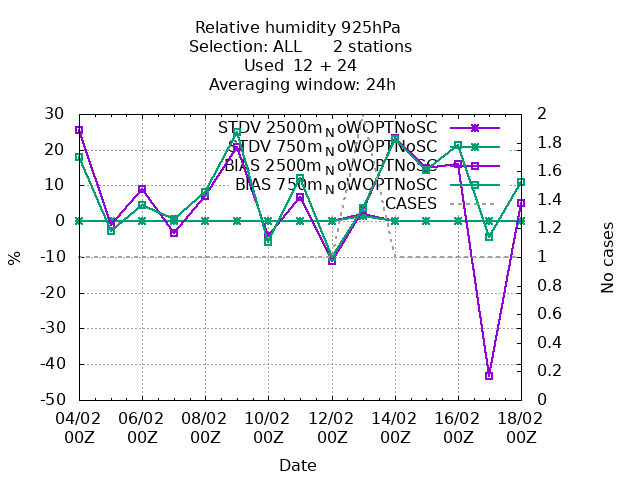 Relative humidity 925hPa
Selection: ALL      2 stations
Used  12 + 24
Averaging window: 24h
30
20
10
0
-10
-20
-30
-40
-50
%
2
1.8
1.6
1.4
1.2
1
0.8
0.6
0.4
0.2
0
No cases
STDV 2500m NoWOPTNoSC
STDV 750m NoWOPTNoSC
BIAS 2500m NoWOPTNoSC
BIAS 750m NoWOPTNoSC
CASES
04/02 06/02 08/02 10/02 12/02 14/02 16/02 18/02
00Z 00Z 00Z 00Z 00Z 00Z 00Z 00Z
Date